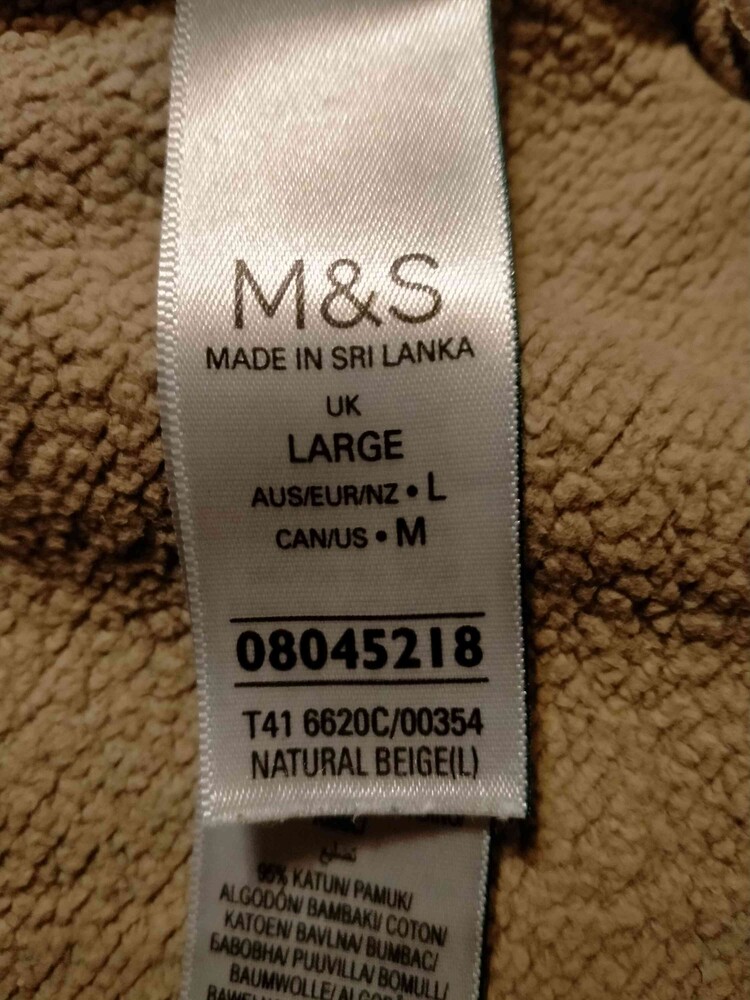 M&S
MADE IN SRI LANKA
UK
LARGE
AUS/EUR/NZ • L
CAN/US • M
08045218
T41 6620C/00354
NATURAL BEIGE(L)
تضليع
95% KATUN/ PAMUK/
ALGODÓN/ BAMBAKI/ COTON/
KATOEN/ BAVLNA/ BUMBAC/
БАВОВНА/ PUUVILLA/ BOMULL/
BAUMWOLLE/